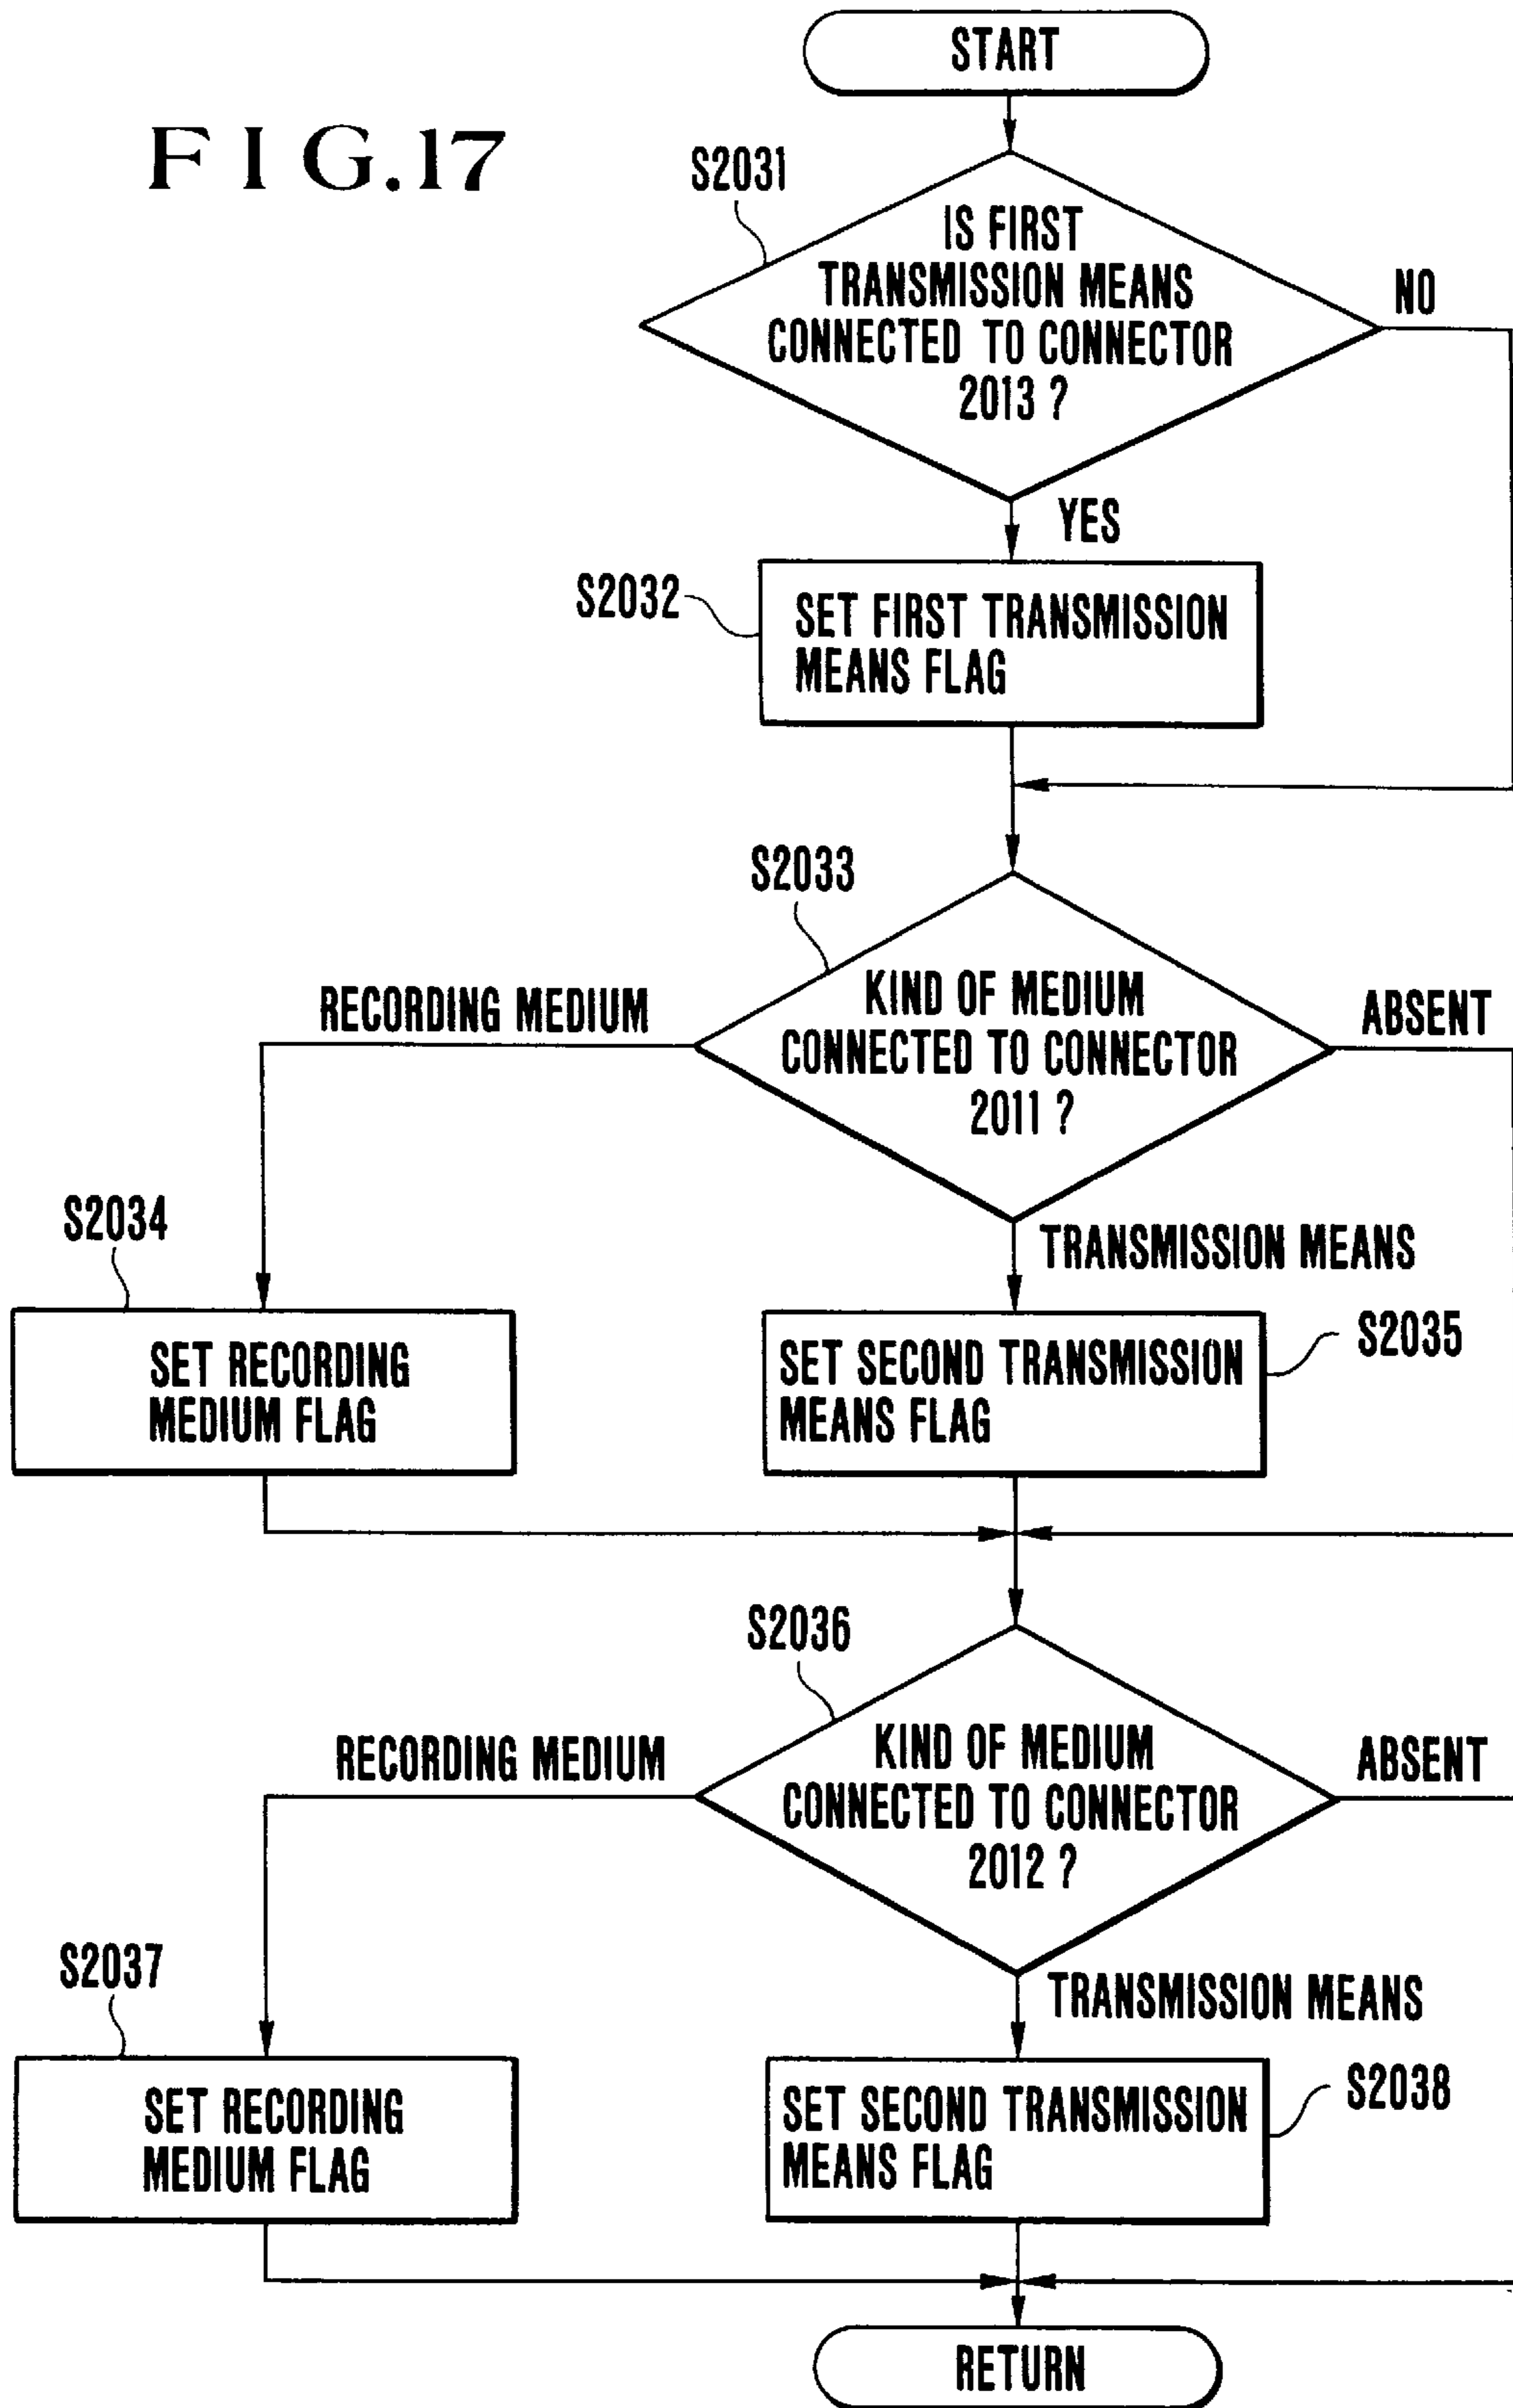 START
F I G.17
S2031
IS FIRST
TRANSMISSION MEANS
CONNECTED TO CONNECTOR
2013 ?
NO
YES
S2032
SET FIRST TRANSMISSION
MEANS FLAG
S2033
KIND OF MEDIUM
CONNECTED TO CONNECTOR
2011 ?
RECORDING MEDIUM
ABSENT
TRANSMISSION MEANS
S2034
SET RECORDING
MEDIUM FLAG
S2035
SET SECOND TRANSMISSION
MEANS FLAG
S2036
KIND OF MEDIUM
CONNECTED TO CONNECTOR
2012 ?
RECORDING MEDIUM
ABSENT
TRANSMISSION MEANS
S2037
SET RECORDING
MEDIUM FLAG
S2038
SET SECOND TRANSMISSION
MEANS FLAG
RETURN